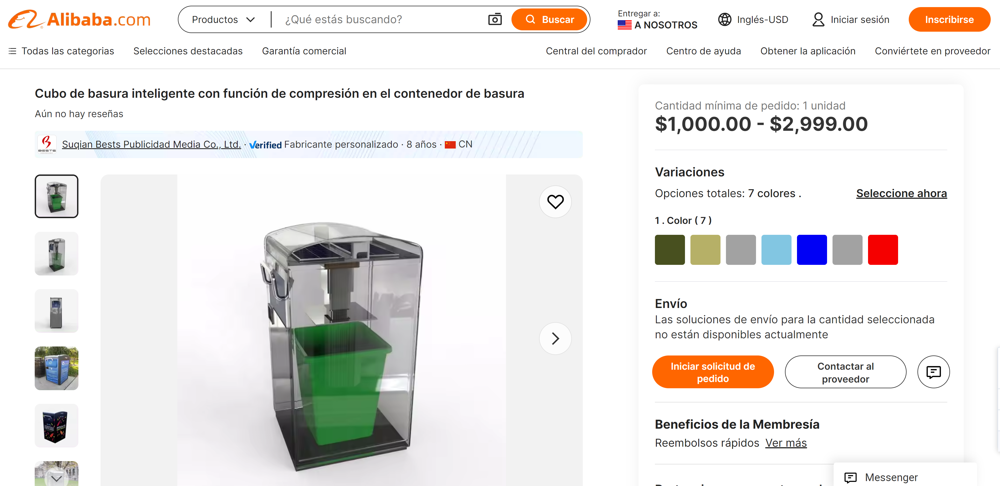 Alibaba.com
Productos
¿Qué estás buscando?
Buscar
Entregar a:
A NOSOTROS
Inglés-USD
Iniciar sesión
Inscribirse
Todas las categorias
Selecciones destacadas
Garantía comercial
Central del comprador
Centro de ayuda
Obtener la aplicación
Conviértete en proveedor
Cubo de basura inteligente con función de compresión en el contenedor de basura
Aún no hay reseñas
BESTS
Suqian Bests Publicidad Media Co., Ltd. · Verified Fabricante personalizado · 8 años · CN
PITCH IN
Cantidad mínima de pedido: 1 unidad
$1,000.00 - $2,999.00
Variaciones
Opciones totales: 7 colores .
Seleccione ahora
1 . Color ( 7 )
Envío
Las soluciones de envío para la cantidad seleccionada
no están disponibles actualmente
Iniciar solicitud de
pedido
Contactar al
proveedor
Beneficios de la Membresía
Reembolsos rápidos Ver más
Messenger